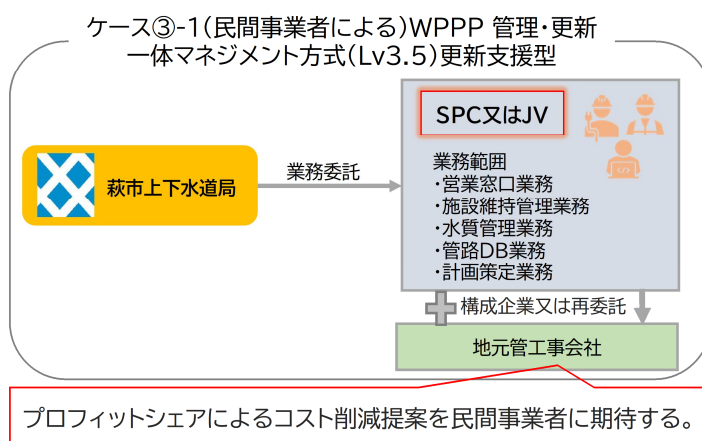 ケース③-1(民間事業者による)WPPP 管理・更新
一体マネジメント方式(Lv3.5)更新支援型
SPC又はJV
萩市上下水道局
業務委託
業務範囲
・営業窓口業務
・施設維持管理業務
・水質管理業務
・管路DB業務
・計画策定業務
構成企業又は再委託
地元管工事会社
プロフィットシェアによるコスト削減提案を民間事業者に期待する。